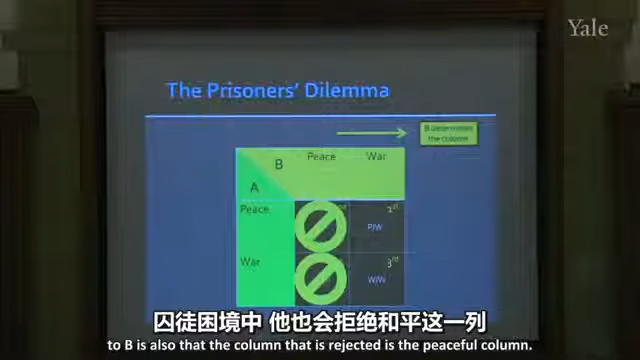 Yale
The Prisoners' Dilemma
B determines
the column
B
Peace
War
A
Peace
P/W
War
3rd
W/W
囚徒困境中 他也会拒绝和平这一列
to B is also that the column that is rejected is the peaceful column.